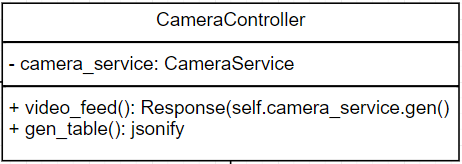 CameraController
- camera_service: CameraService
+ video_feed(): Response(self.camera_service.gen()
+ gen_table(): jsonify